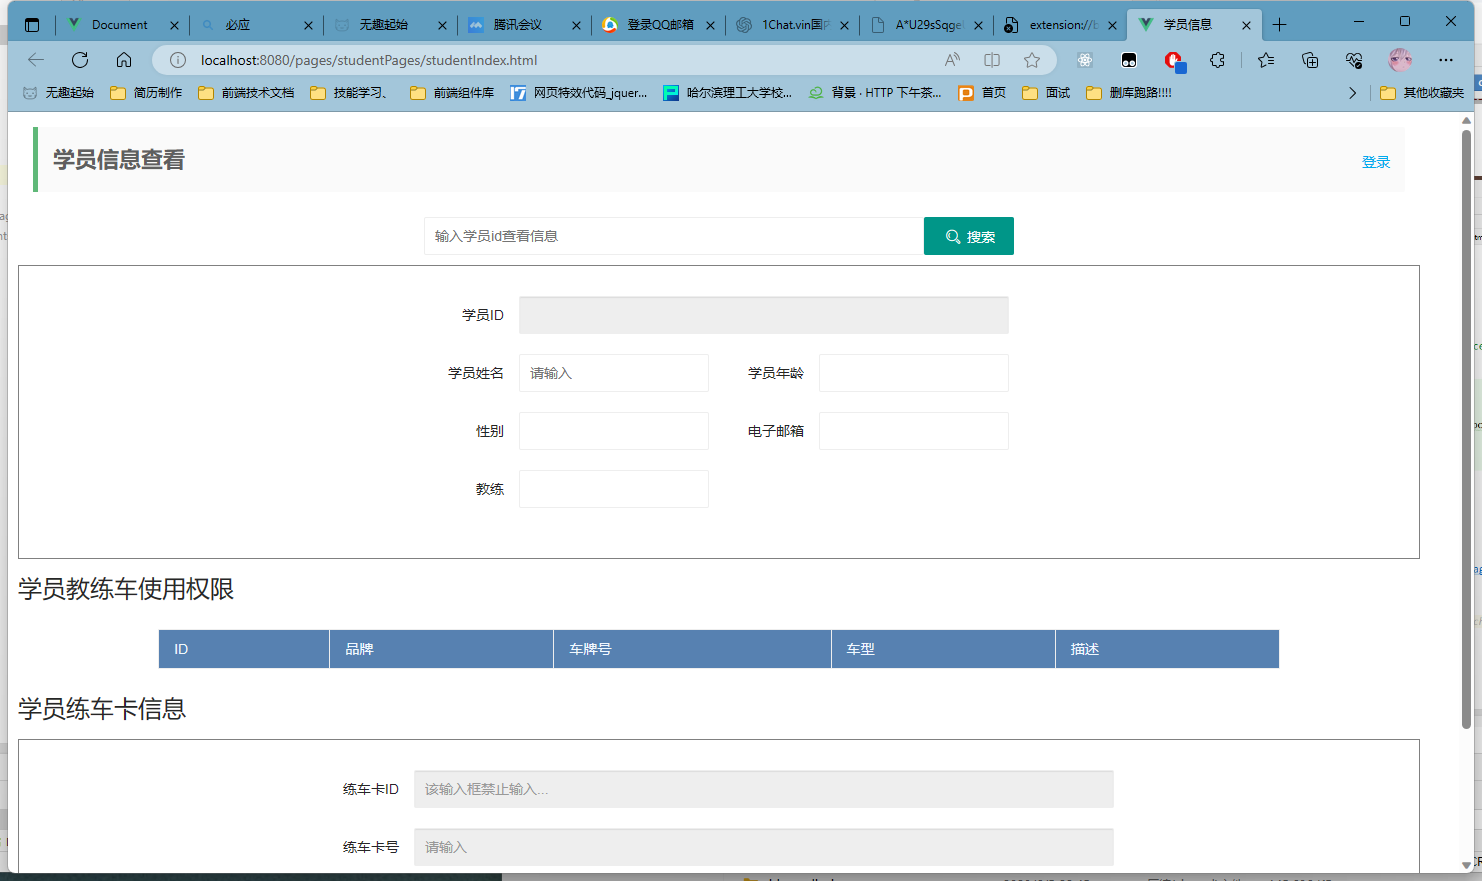 Document 必应 无趣起始 腾讯会议 登录QQ邮箱 1Chat.vin国 A*U29sSqge extension://b 学员信息
localhost:8080/pages/studentPages/studentIndex.html
无趣起始 简历制作 前端技术文档 技能学习、 前端组件库 网页特效代码_jquer... 哈尔滨理工大学校... 背景 · HTTP 下午茶... 首页 面试 删库跑路!!!! 其他收藏夹
学员信息查看
登录
输入学员id查看信息 搜索
学员ID
学员姓名 请输入 学员年龄
性别 电子邮箱
教练
学员教练车使用权限
ID 品牌 车牌号 车型 描述
学员练车卡信息
练车卡ID 该输入框禁止输入...
练车卡号 请输入